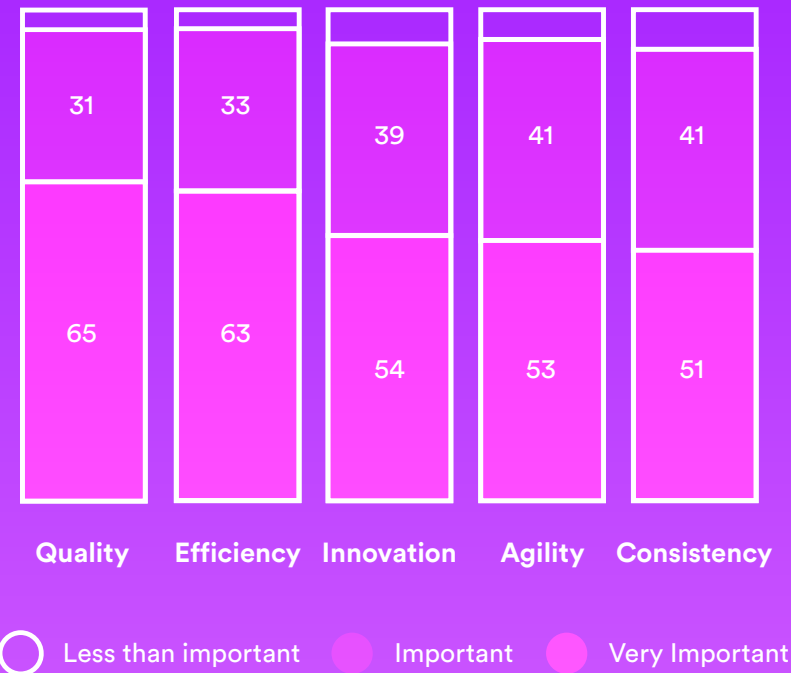 31 33 39 41 41
65 63 54 53 51
Quality Efficiency Innovation Agility Consistency
Less than important Important Very Important